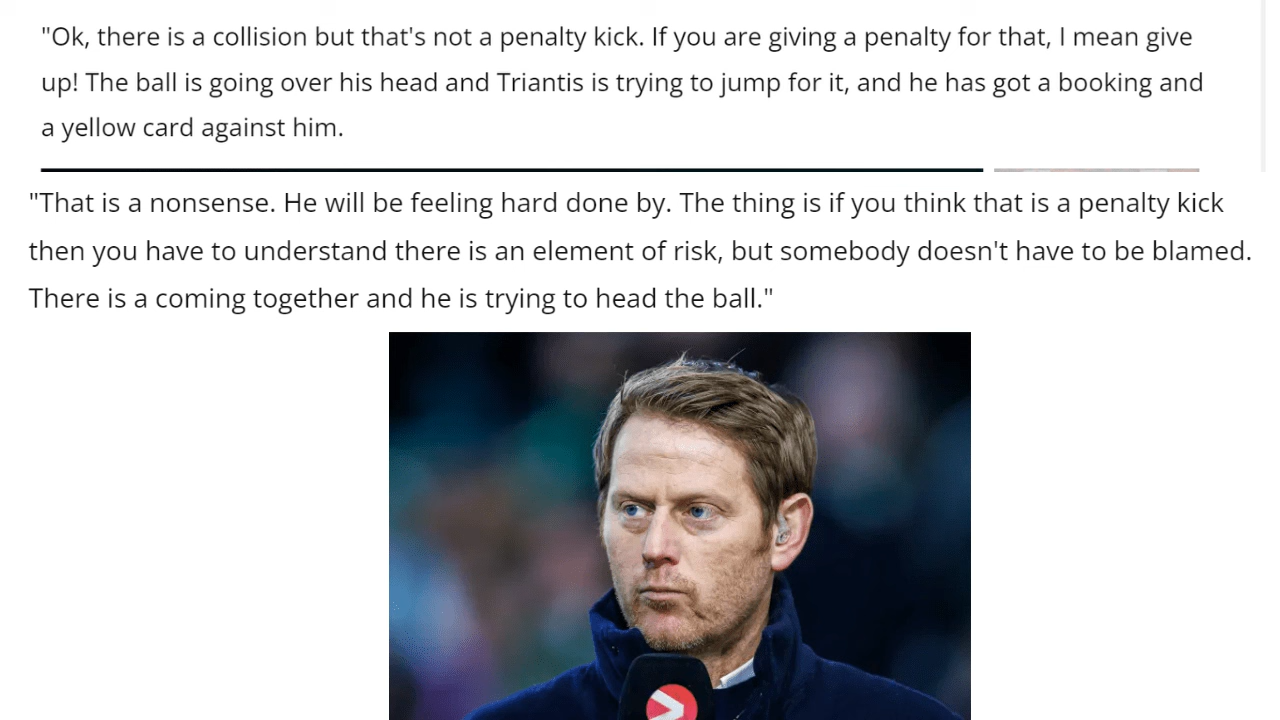 "Ok, there is a collision but that's not a penalty kick. If you are giving a penalty for that, I mean give
up! The ball is going over his head and Triantis is trying to jump for it, and he has got a booking and
a yellow card against him.
"That is a nonsense. He will be feeling hard done by. The thing is if you think that is a penalty kick
then you have to understand there is an element of risk, but somebody doesn't have to be blamed.
There is a coming together and he is trying to head the ball."